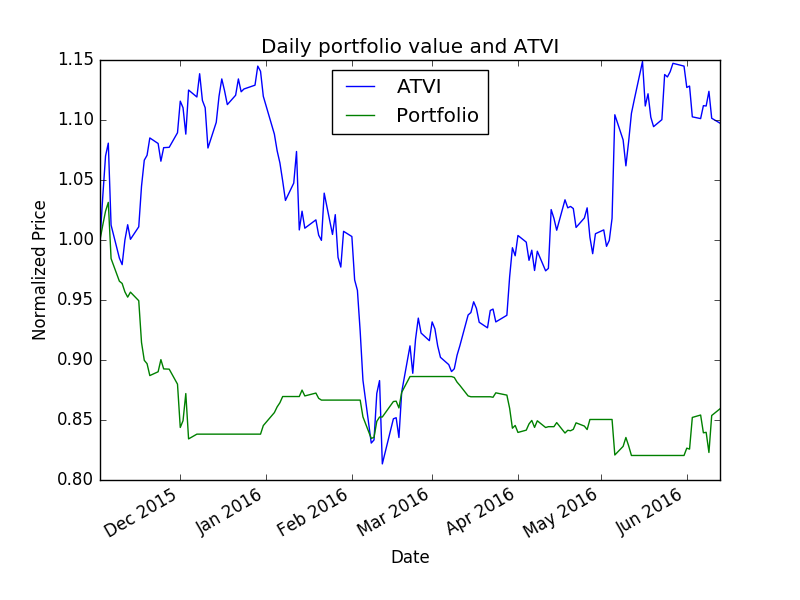 Daily portfolio value and ATVI
1.15
1.10
1.05
1.00
0.95
0.90
0.85
0.80
Normalized Price
ATVI
Portfolio
Dec 2015
Jan 2016
Feb 2016
Mar 2016
Apr 2016
May 2016
Jun 2016
Date